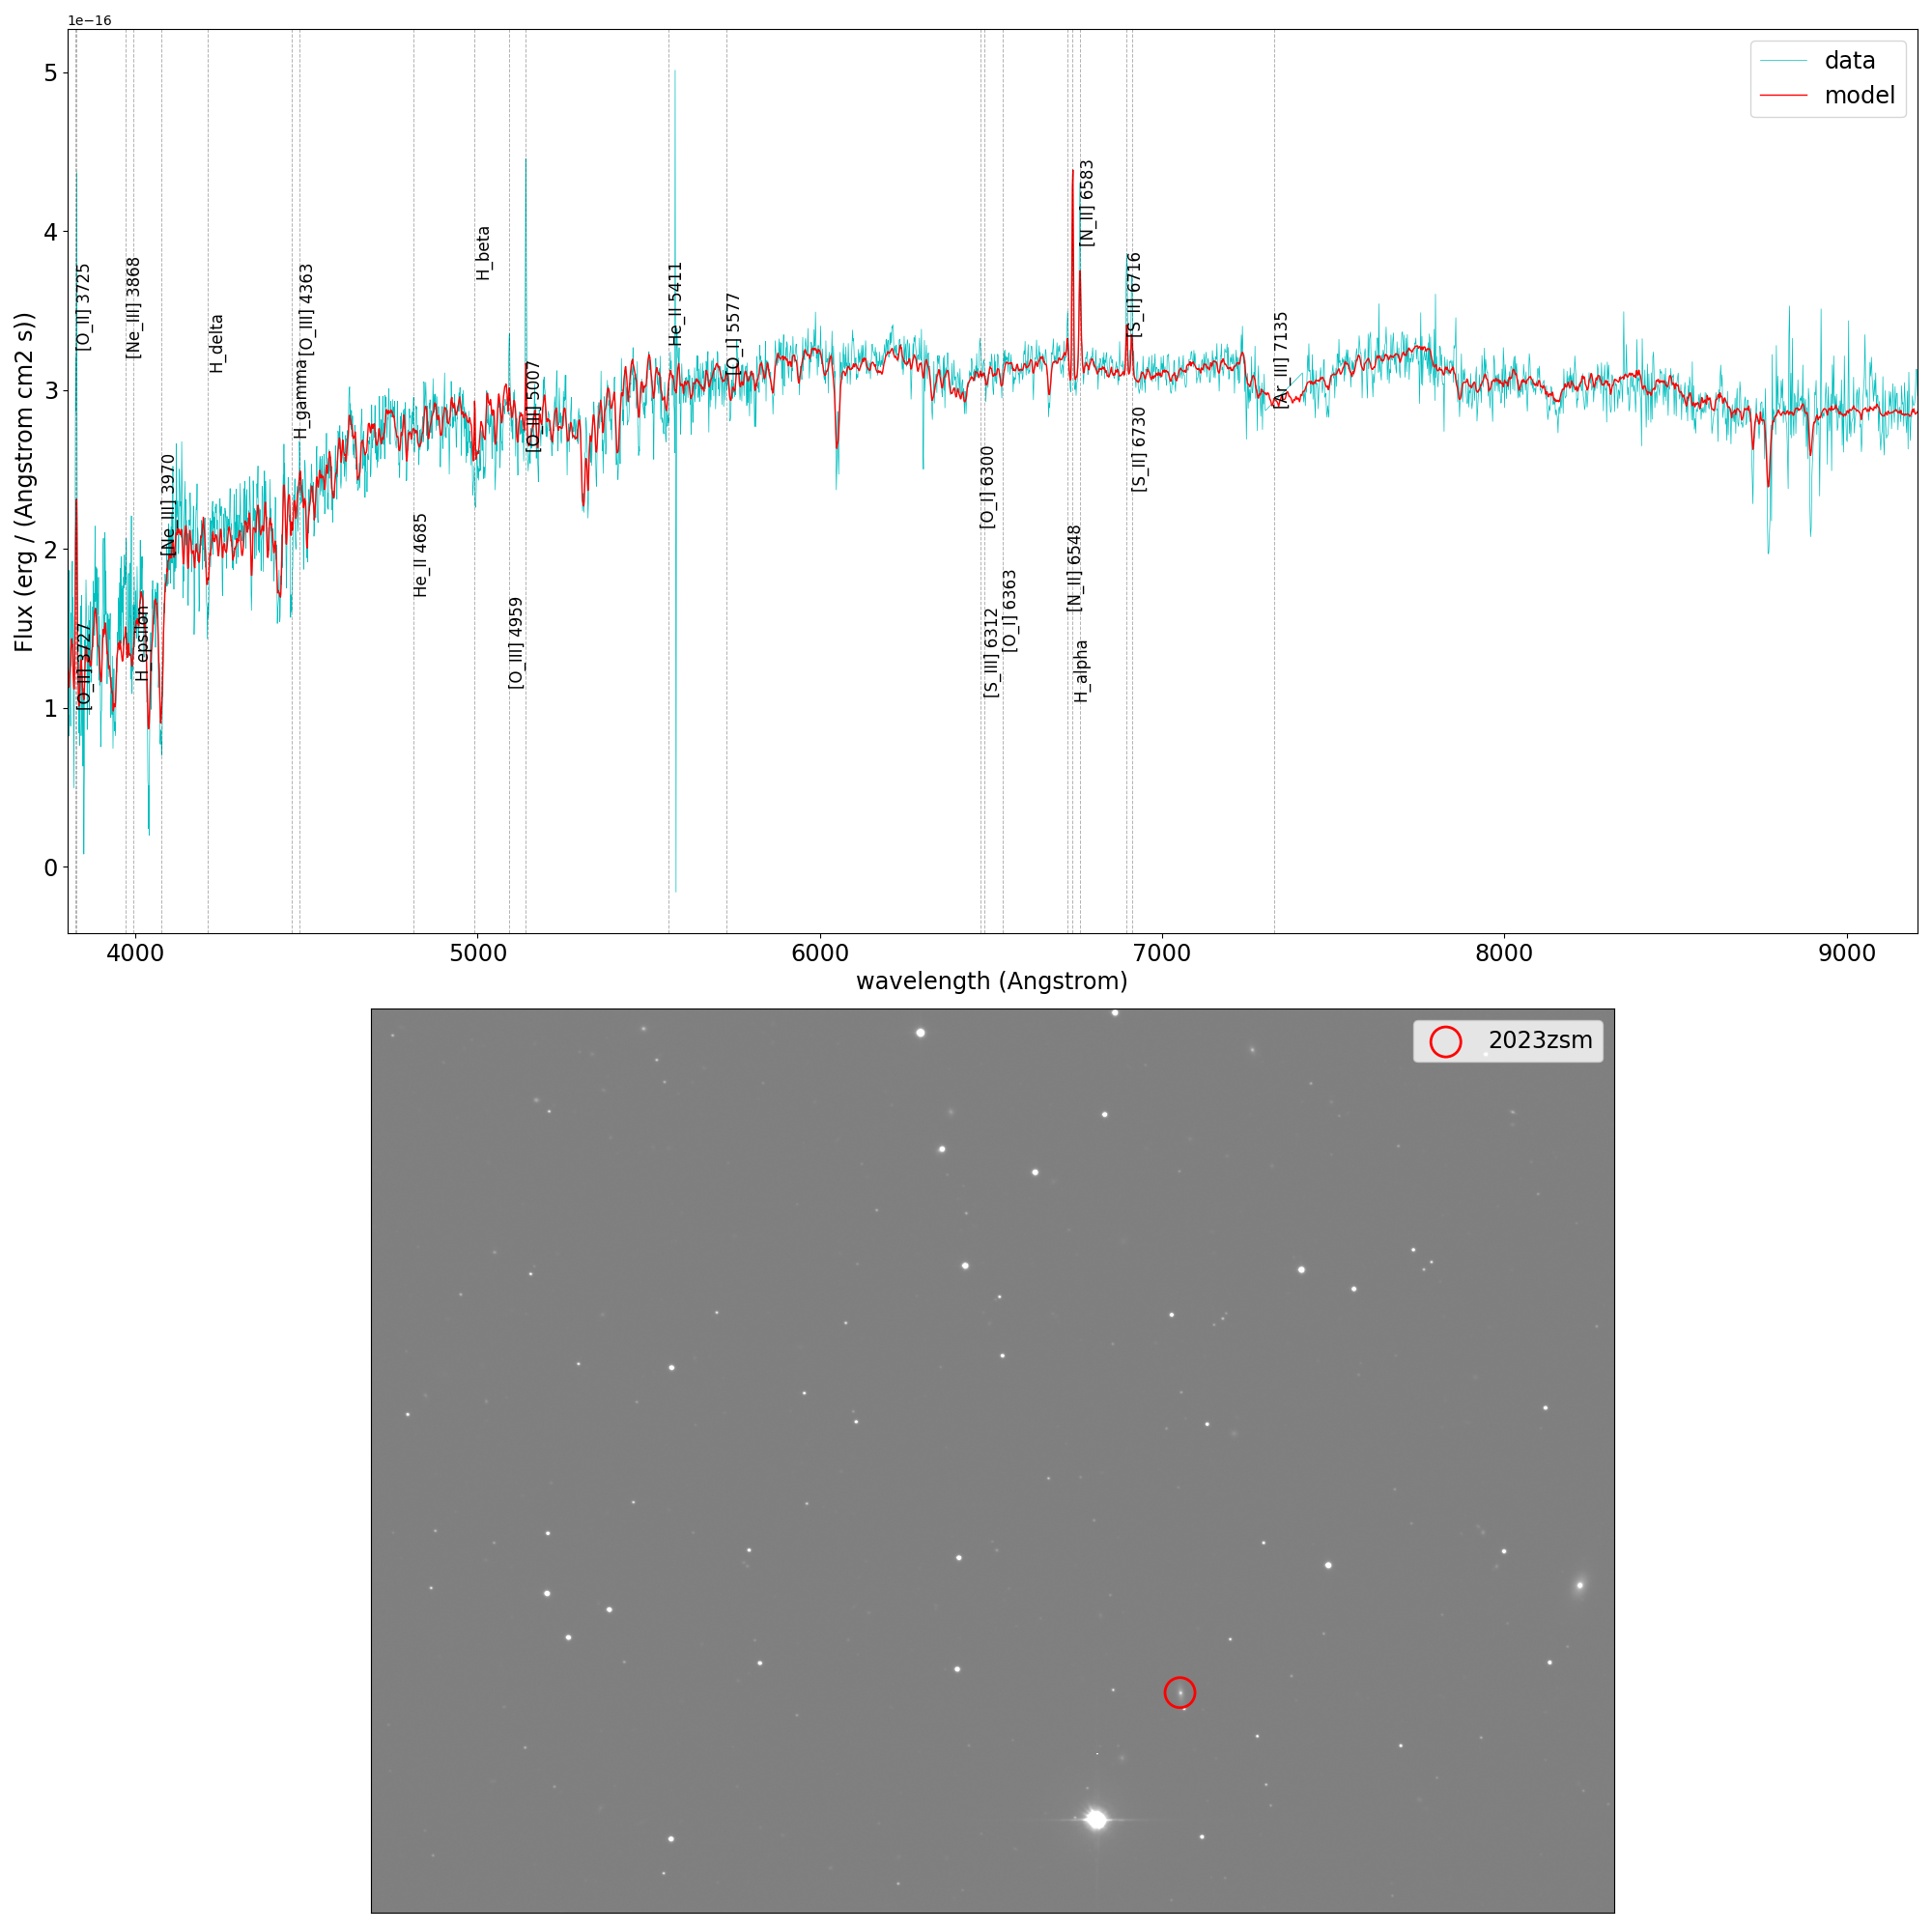 1e−16
data
model
5
4
3
2
1
0
Flux (erg / (Angstrom cm2 s))
[O_II] 3725
[O_II] 3727
[Ne_III] 3868
H_epsilon
[Ne_III] 3970
H_delta
H_gamma
[O_III] 4363
He_II 4685
H_beta
[O_III] 4959
[O_III] 5007
He_II 5411
[O_I] 5577
[O_I] 6300
[S_III] 6312
[O_I] 6363
[N_II] 6548
H_alpha
[N_II] 6583
[S_II] 6716
[S_II] 6730
[Ar_III] 7135
4000
5000
6000
7000
8000
9000
wavelength (Angstrom)
2023zsm